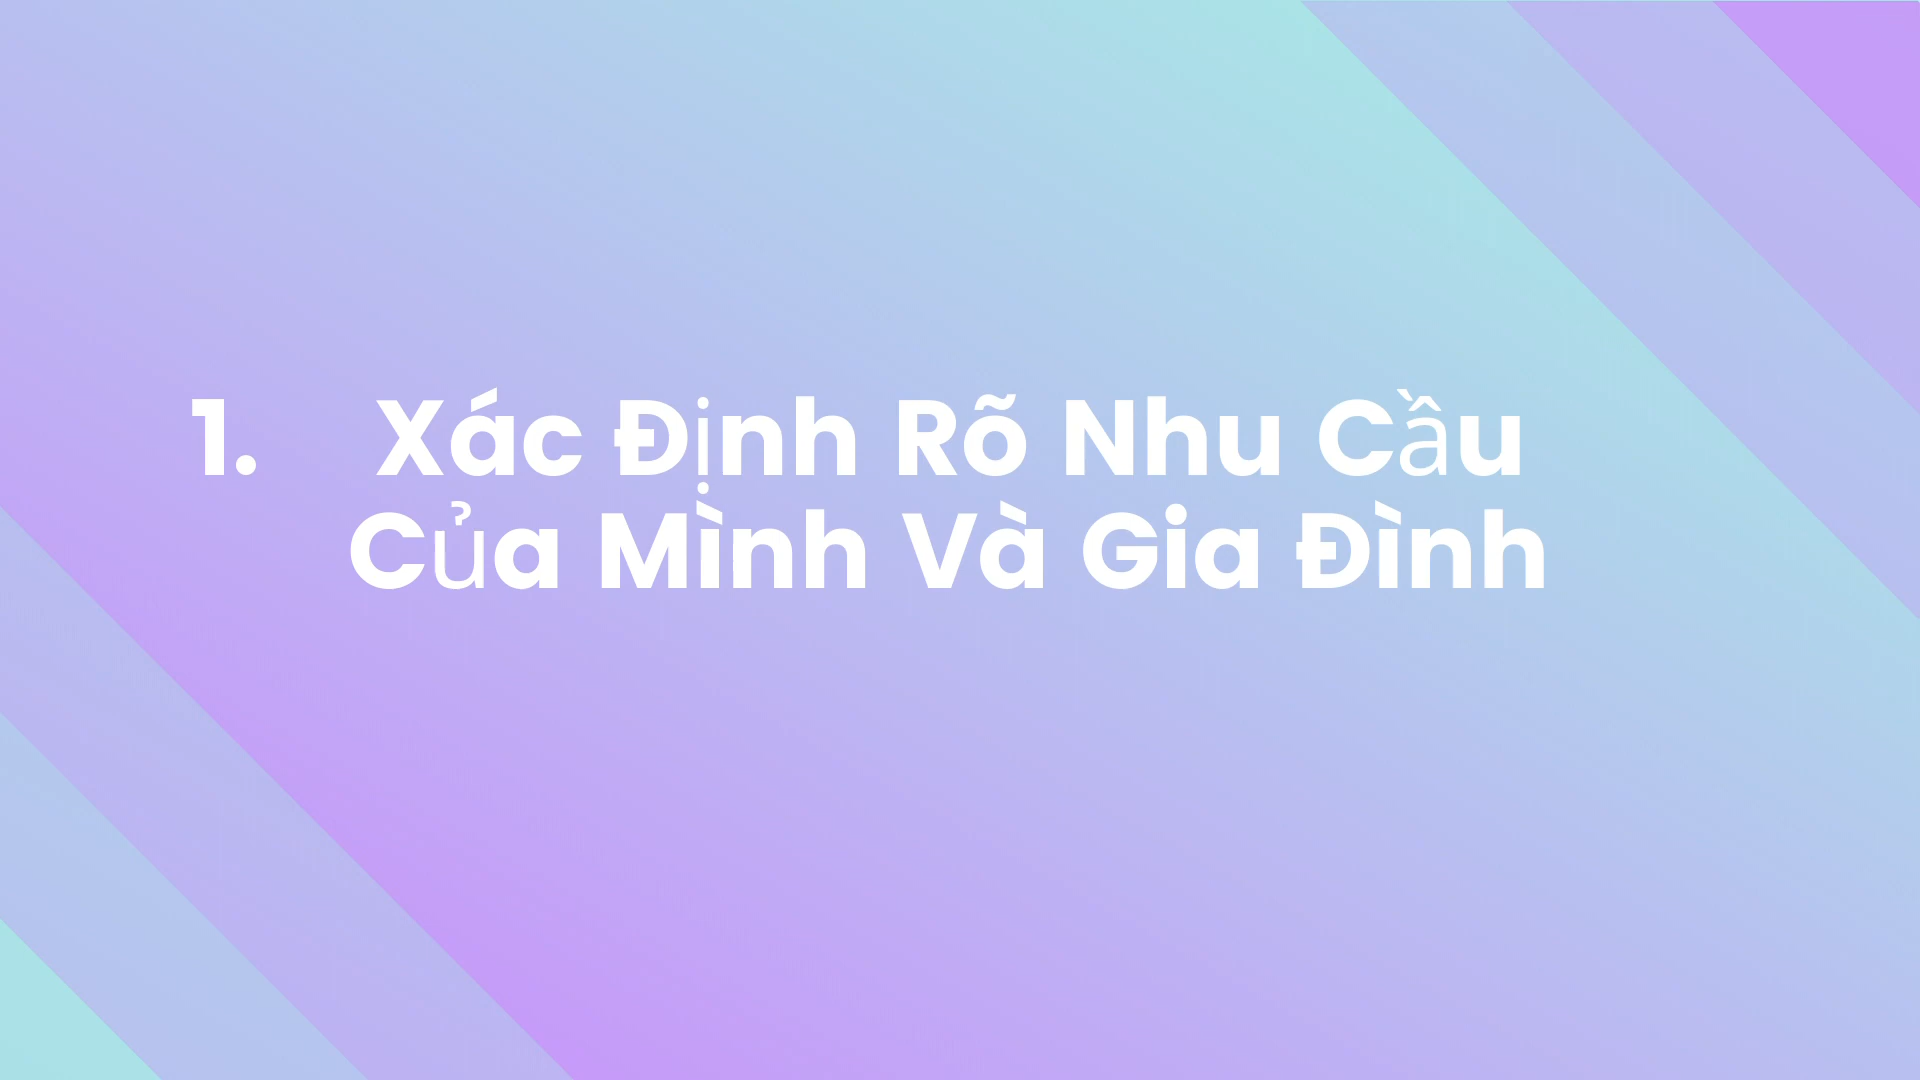 1. Xác Định Rõ Nhu Cầu
Của Mình Và Gia Đình